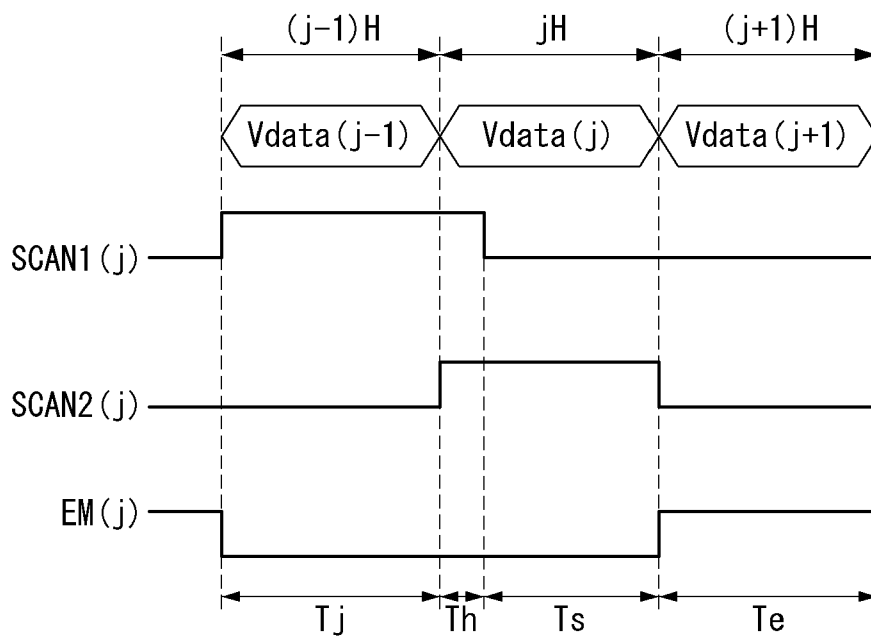 (j-1)H jH (j+1)H
Vdata(j-1) Vdata(j) Vdata(j+1)
SCAN1(j)
SCAN2(j)
EM(j)
Tj Th Ts Te